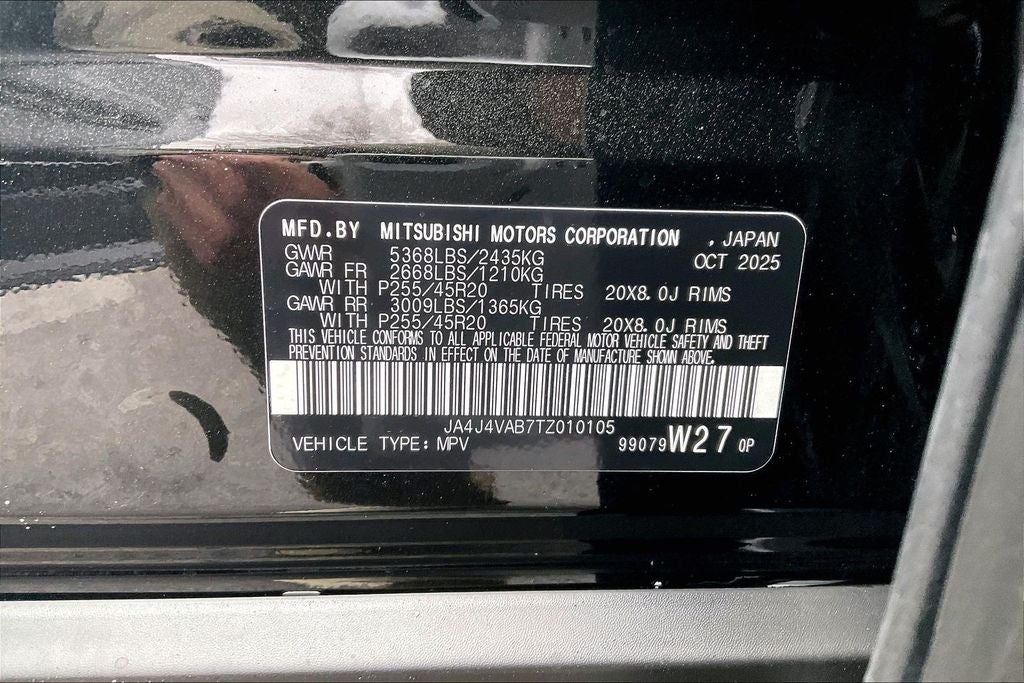 MFD.BY MITSUBISHI MOTORS CORPORATION , JAPAN
GWWR 5368LBS/2435KG OCT 2025
GAWR FR 2668LBS/1210KG
WITH P255/45R20 TIRES 20X8.0J RIMS
GAWR RR 3009LBS/1365KG
WITH P255/45R20 TIRES 20X8.0J RIMS
THIS VEHICLE CONFORMS TO ALL APPLICABLE FEDERAL MOTOR VEHICLE SAFETY AND THEFT
PREVENTION STANDARDS IN EFFECT ON THE DATE OF MANUFACTURE SHOWN ABOVE.
JA4J4VAB7TZ010105
VEHICLE TYPE: MPV 99079 W27 0P